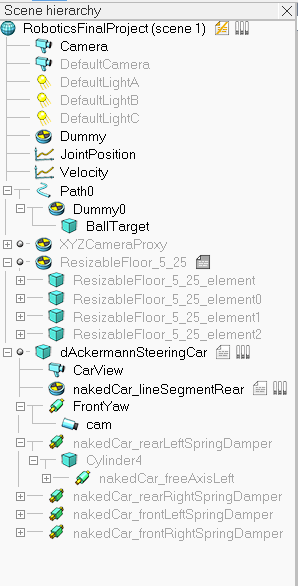 Scene hierarchy
RoboticsFinalProject (scene 1)
Camera
DefaultCamera
DefaultLightA
DefaultLightB
DefaultLightC
Dummy
JointPosition
Velocity
Path0
Dummy0
BallTarget
XYZCameraProxy
ResizableFloor_5_25
ResizableFloor_5_25_element
ResizableFloor_5_25_element0
ResizableFloor_5_25_element1
ResizableFloor_5_25_element2
dAckermannSteeringCar
CarView
nakedCar_lineSegmentRear
FrontYaw
cam
nakedCar_rearLeftSpringDamper
Cylinder4
nakedCar_freeAxisLeft
nakedCar_rearRightSpringDamper
nakedCar_frontLeftSpringDamper
nakedCar_frontRightSpringDamper